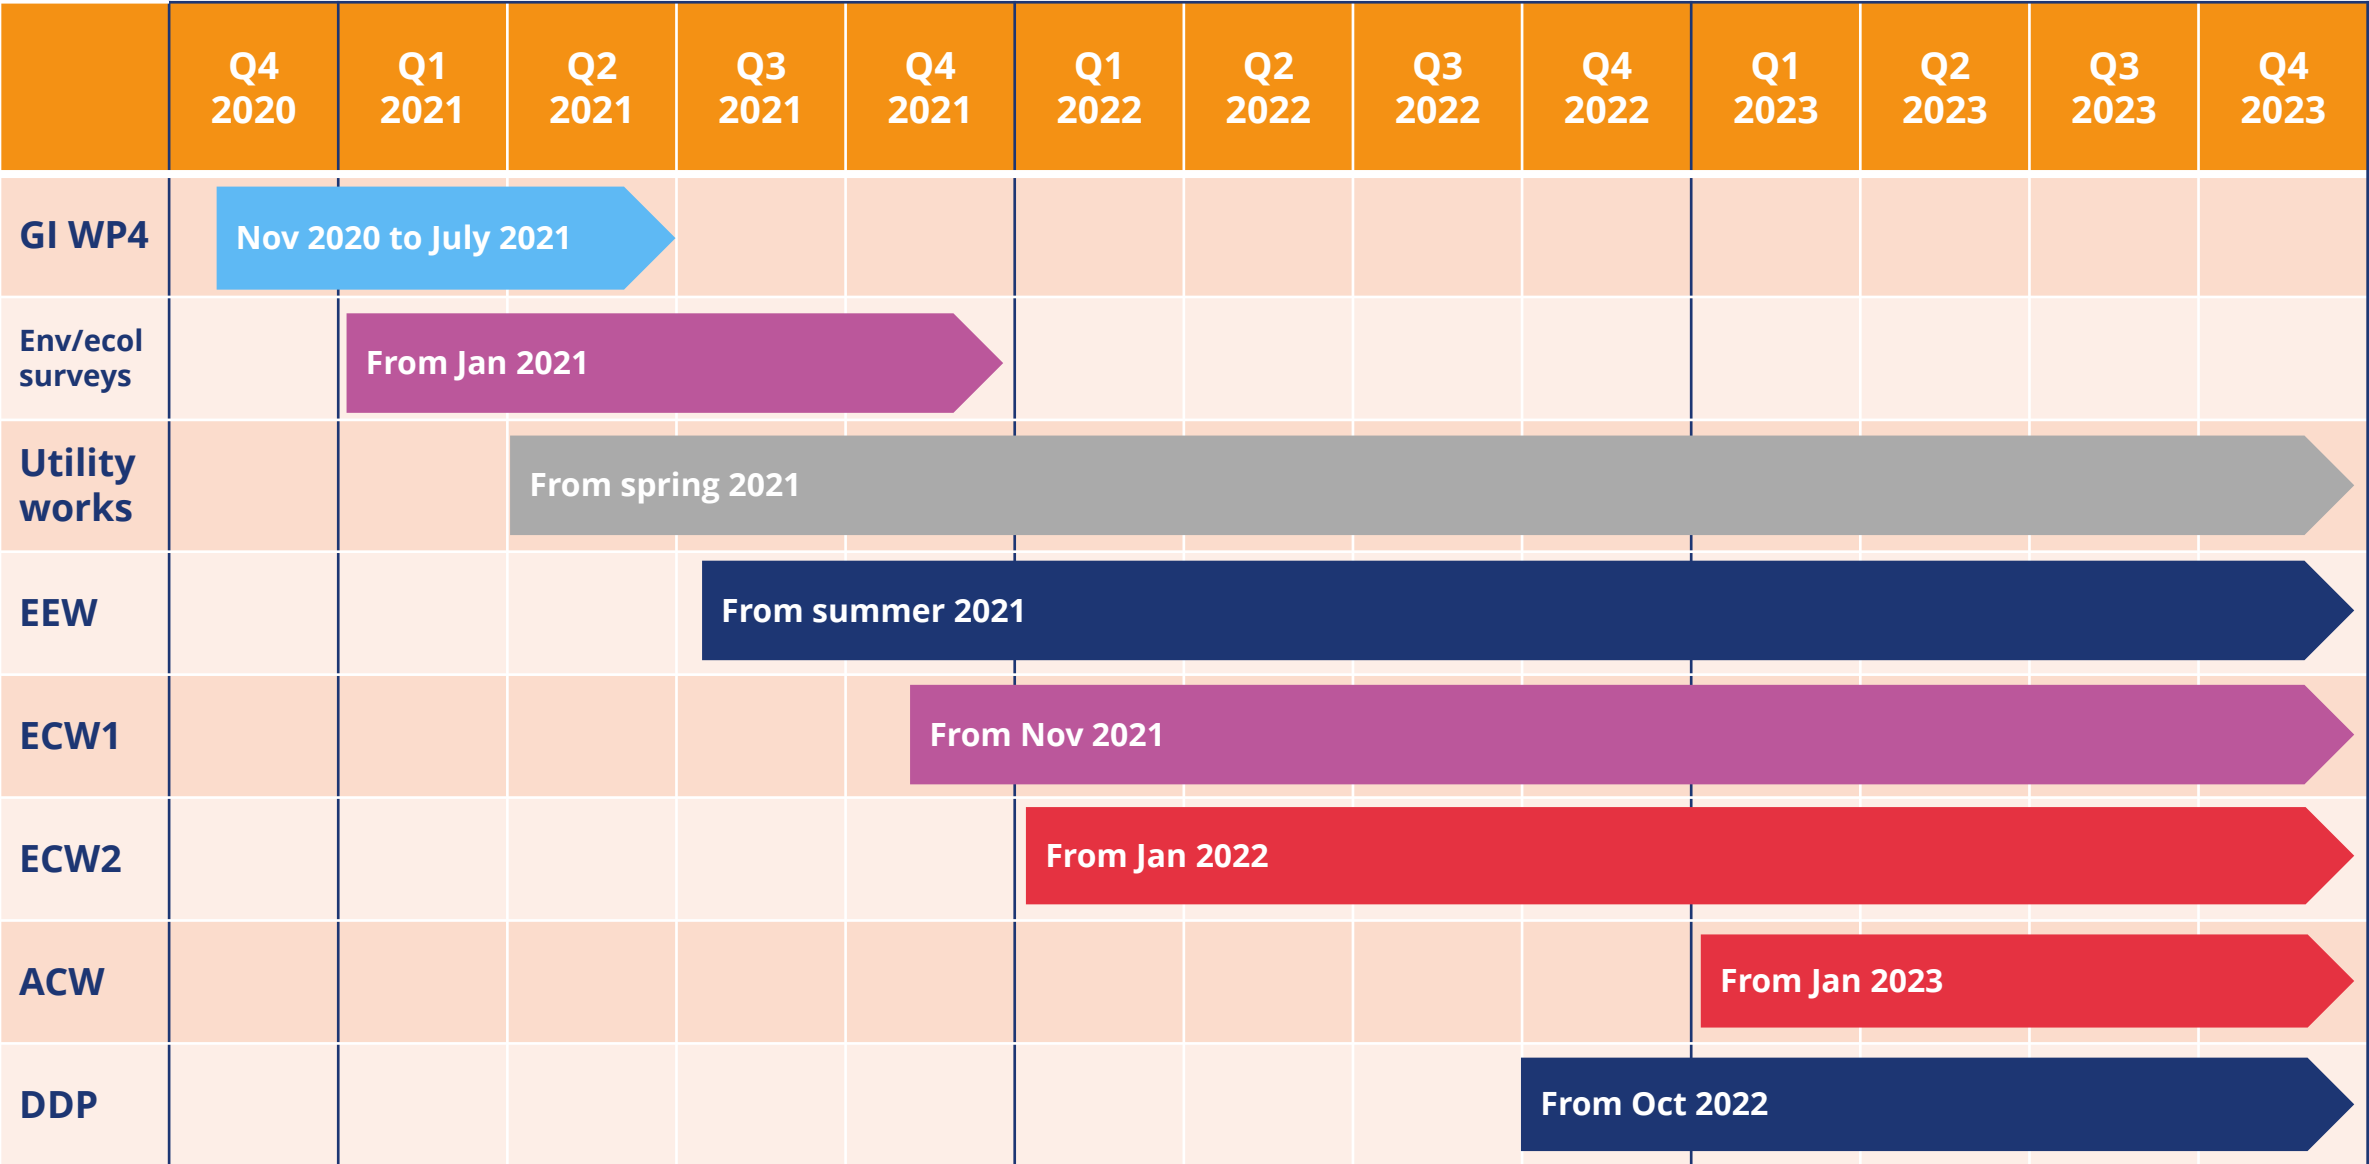 Q4 2020
Q1 2021
Q2 2021
Q3 2021
Q4 2021
Q1 2022
Q2 2022
Q3 2022
Q4 2022
Q1 2023
Q2 2023
Q3 2023
Q4 2023
GI WP4
Nov 2020 to July 2021
Env/ecol
surveys
From Jan 2021
Utility
works
From spring 2021
EEW
From summer 2021
ECW1
From Nov 2021
ECW2
From Jan 2022
ACW
From Jan 2023
DDP
From Oct 2022